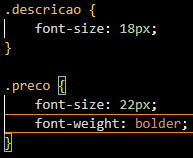 .descricao {
    font-size: 18px;
}

.preco {
    font-size: 22px;
    font-weight: bolder;
}